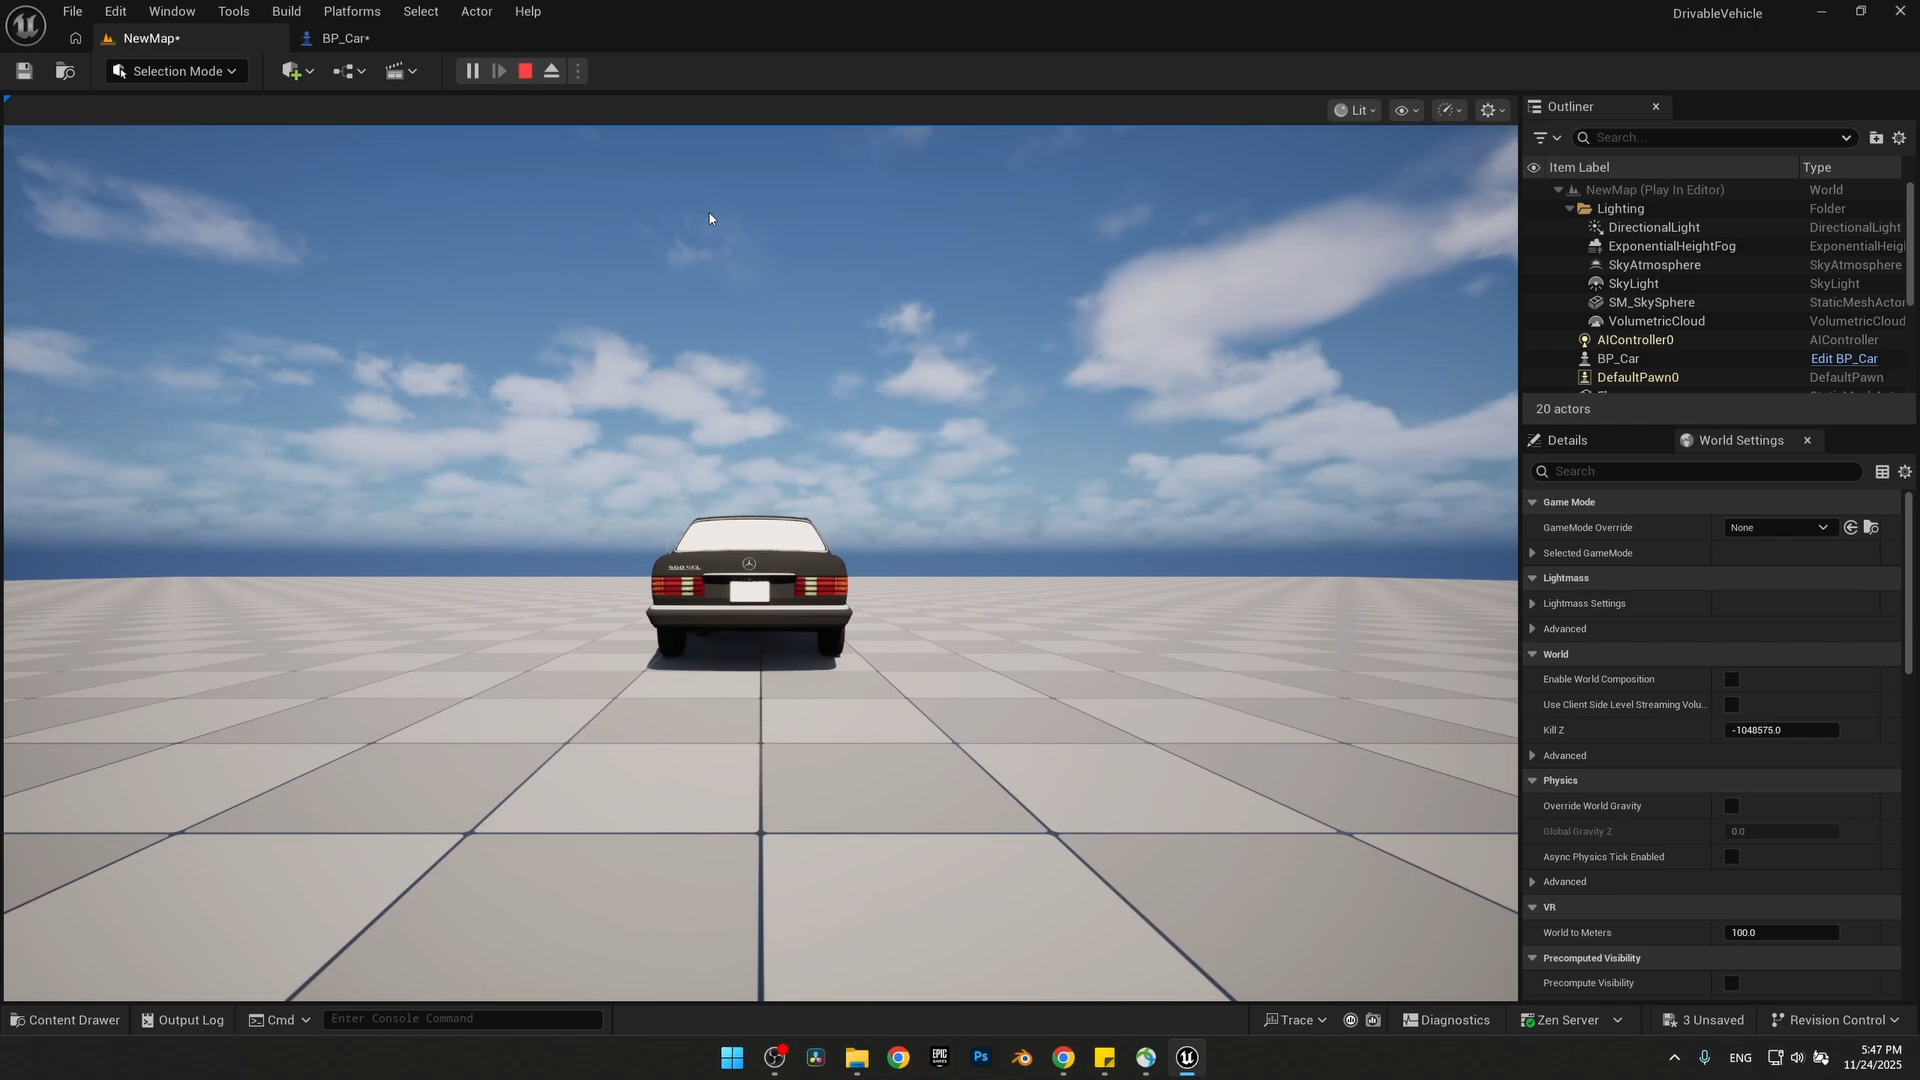 File Edit Window Tools Build Platforms Select Actor Help
DrivableVehicle
NewMap*
BP_Car*
Selection Mode
Lit
Outliner
Search...
Item Label Type
NewMap (Play In Editor) World
Lighting Folder
DirectionalLight DirectionalLight
ExponentialHeightFog ExponentialHeig
SkyAtmosphere SkyAtmosphere
SkyLight SkyLight
SM_SkySphere StaticMeshActor
VolumetricCloud VolumetricCloud
AIController0 AIController
BP_Car Edit BP_Car
DefaultPawn0 DefaultPawn
20 actors
Details World Settings
Search
Game Mode
GameMode Override None
Selected GameMode
Lightmass
Lightmass Settings
Advanced
World
Enable World Composition
Use Client Side Level Streaming Volu...
Kill Z -1048575.0
Advanced
Physics
Override World Gravity
Global Gravity Z 0.0
Async Physics Tick Enabled
Advanced
VR
World to Meters 100.0
Precomputed Visibility
Precompute Visibility
Content Drawer Output Log Cmd Enter Console Command Trace Diagnostics Zen Server 3 Unsaved Revision Control
EPIC GAMES
Ps
ENG
5:47 PM
11/24/2025